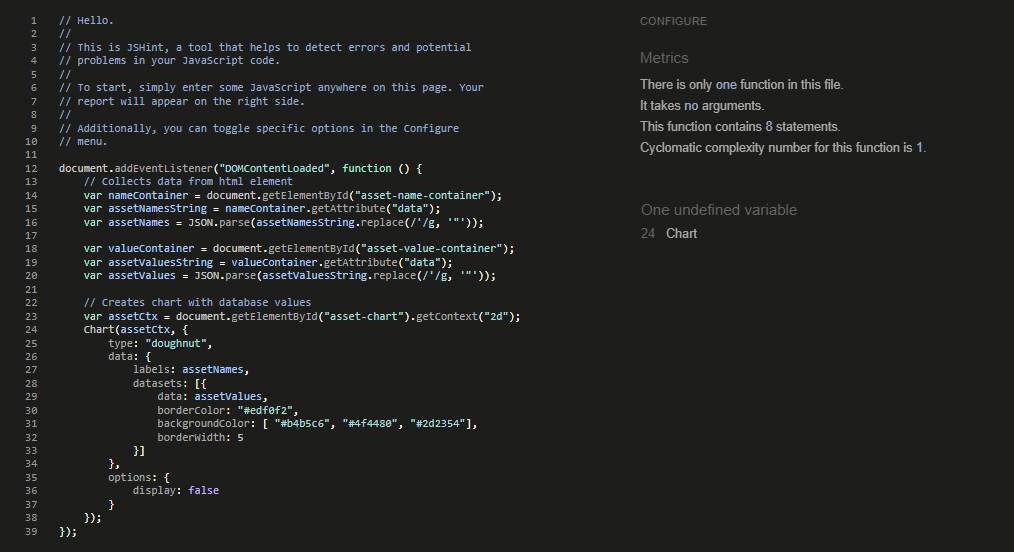 1 // Hello.
2 //
3 // This is JSHint, a tool that helps to detect errors and potential
4 // problems in your JavaScript code.
5 //
6 // To start, simply enter some JavaScript anywhere on this page. Your
7 // report will appear on the right side.
8 //
9 // Additionally, you can toggle specific options in the Configure
10 // menu.
11
12 document.addEventListener("DOMContentLoaded", function () {
13     // Collects data from html element
14     var nameContainer = document.getElementById("asset-name-container");
15     var assetNamesString = nameContainer.getAttribute("data");
16     var assetNames = JSON.parse(assetNamesString.replace(/'/g, '"'));
17
18     var valueContainer = document.getElementById("asset-value-container");
19     var assetValuesString = valueContainer.getAttribute("data");
20     var assetValues = JSON.parse(assetValuesString.replace(/'/g, '"'));
21
22     // Creates chart with database values
23     var assetCtx = document.getElementById("asset-chart").getContext("2d");
24     Chart(assetCtx, {
25         type: "doughnut",
26         data: {
27             labels: assetNames,
28             datasets: [{
29                 data: assetValues,
30                 borderColor: "#edf0f2",
31                 backgroundColor: [ "#b4b5c6", "#4f4480", "#2d2354"],
32                 borderWidth: 5
33             }]
34         },
35         options: {
36             display: false
37         }
38     });
39 });
CONFIGURE
Metrics
There is only one function in this file.
It takes no arguments.
This function contains 8 statements.
Cyclomatic complexity number for this function is 1.
One undefined variable
24 Chart